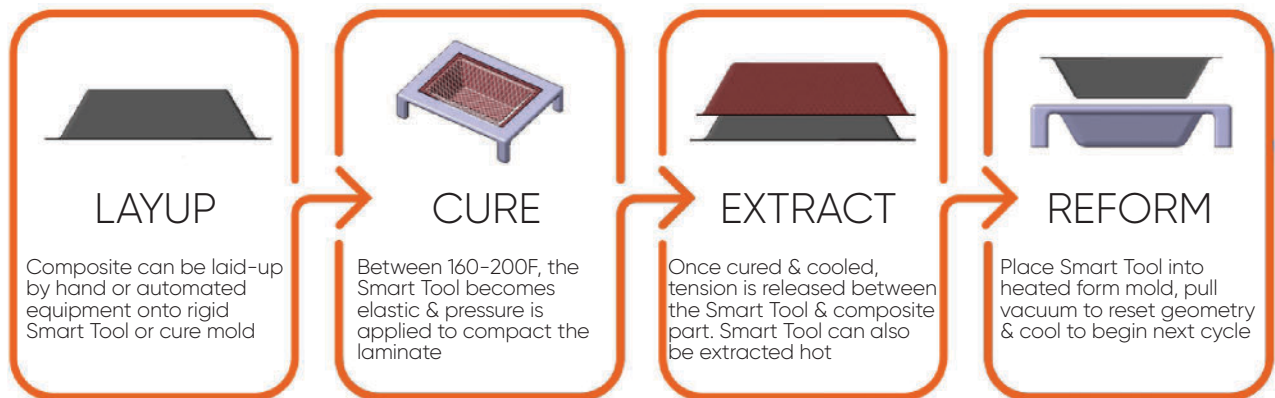 LAYUP
Composite can be laid-up
by hand or automated
equipment onto rigid
Smart Tool or cure mold
CURE
Between 160-200F, the
Smart Tool becomes
elastic & pressure is
applied to compact the
laminate
EXTRACT
Once cured & cooled,
tension is released between
the Smart Tool & composite
part. Smart Tool can also
be extracted hot
REFORM
Place Smart Tool into
heated form mold, pull
vacuum to reset geometry
& cool to begin next cycle